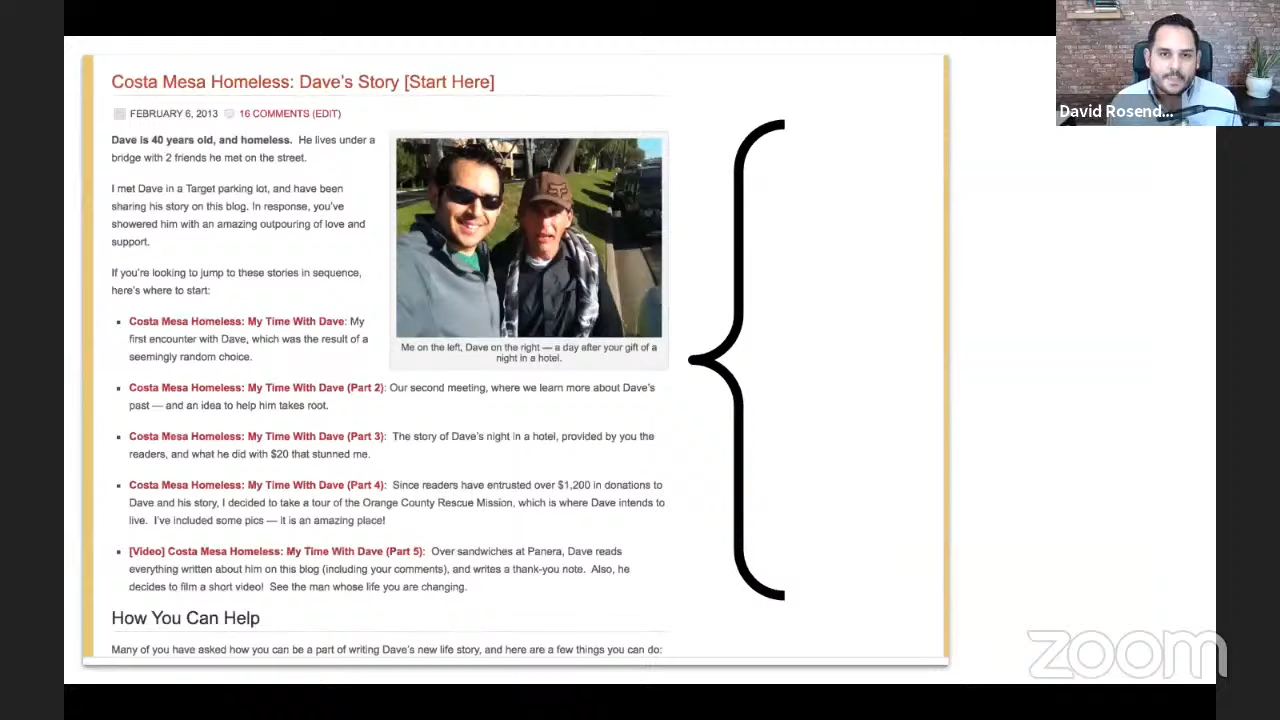 Costa Mesa Homeless: Dave's Story [Start Here]
FEBRUARY 6, 2013 16 COMMENTS (EDIT)
Dave is 40 years old, and homeless. He lives under a
bridge with 2 friends he met on the street.
I met Dave in a Target parking lot, and have been
sharing his story on this blog. In response, you've
showered him with an amazing outpouring of love and
support.
If you're looking to jump to these stories in sequence,
here's where to start:
Me on the left, Dave on the right — a day after your gift of a
night in a hotel.
▪ Costa Mesa Homeless: My Time With Dave: My
first encounter with Dave, which was the result of a
seemingly random choice.
▪ Costa Mesa Homeless: My Time With Dave (Part 2): Our second meeting, where we learn more about Dave's
past — and an idea to help him takes root.
▪ Costa Mesa Homeless: My Time With Dave (Part 3): The story of Dave's night in a hotel, provided by you the
readers, and what he did with $20 that stunned me.
▪ Costa Mesa Homeless: My Time With Dave (Part 4): Since readers have entrusted over $1,200 in donations to
Dave and his story, I decided to take a tour of the Orange County Rescue Mission, which is where Dave intends to
live. I've included some pics — it is an amazing place!
▪ [Video] Costa Mesa Homeless: My Time With Dave (Part 5): Over sandwiches at Panera, Dave reads
everything written about him on this blog (including your comments), and writes a thank-you note. Also, he
decides to film a short video! See the man whose life you are changing.
How You Can Help
Many of you have asked how you can be a part of writing Dave's new life story, and here are a few things you can do:
David Rosend...
zoom